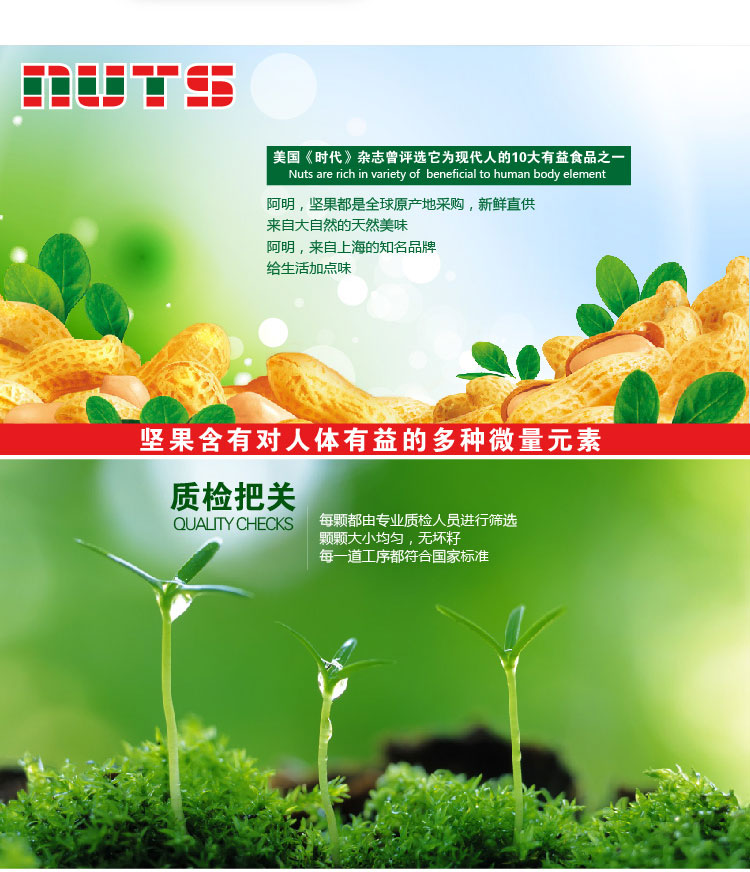 NUTS
美国《时代》杂志曾评选它为现代人的10大有益食品之一
Nuts are rich in variety of beneficial to human body element
阿明，坚果都是全球原产地采购，新鲜直供
来自大自然的天然美味
阿明，来自上海的知名品牌
给生活加点味
坚果含有对人体有益的多种微量元素
质检把关
QUALITY CHECKS
每颗都由专业质检人员进行筛选
颗颗大小均匀，无坏籽
每一道工序都符合国家标准